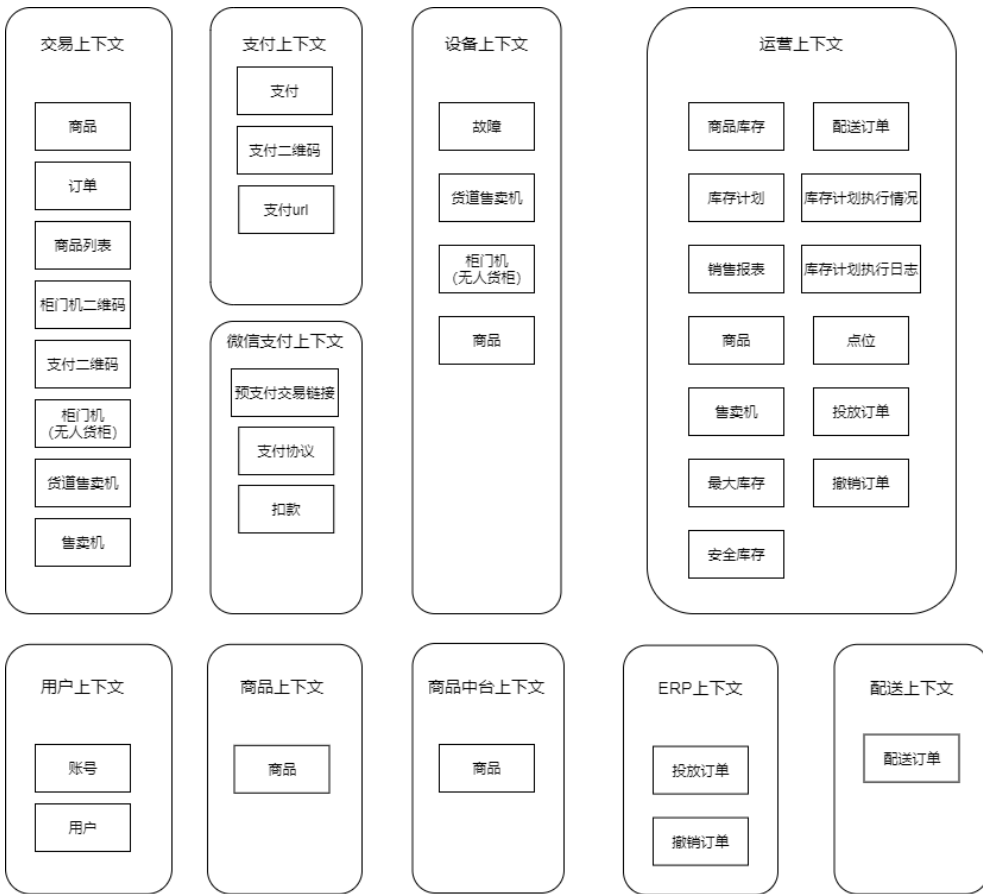 交易上下文
商品
订单
商品列表
柜门机二维码
支付二维码
柜门机
（无人货柜）
货道售卖机
售卖机
支付上下文
支付
支付二维码
支付url
微信支付上下文
预支付交易链接
支付协议
扣款
设备上下文
故障
货道售卖机
柜门机
（无人货柜）
商品
运营上下文
商品库存
配送订单
库存计划
库存计划执行情况
销售报表
库存计划执行日志
商品
点位
售卖机
投放订单
最大库存
撤销订单
安全库存
用户上下文
账号
用户
商品上下文
商品
商品中台上下文
商品
ERP上下文
投放订单
撤销订单
配送上下文
配送订单